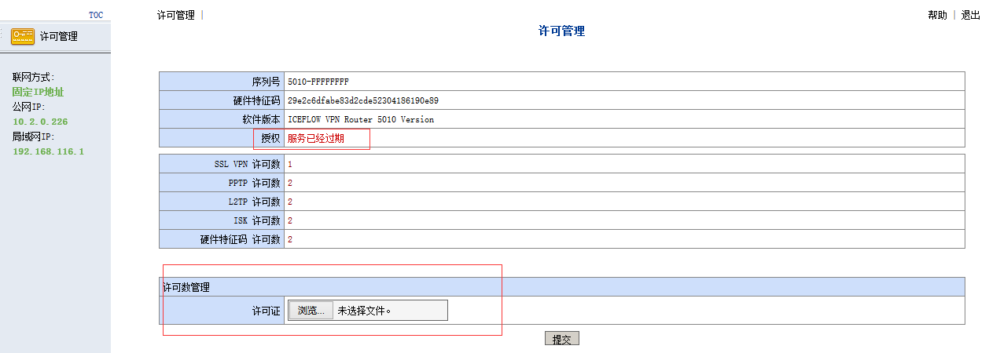 TOC
许可管理
联网方式:
固定IP地址
公网IP:
10.2.0.226
局域网IP:
192.168.116.1
许可管理 |
帮助 | 退出
许可管理
序列号 5010-FFFFFFFF
硬件特征码 29e2c6dfabe83d2cde52304186190e89
软件版本 ICEFLOW VPN Router 5010 Version
授权 服务已经过期
SSL VPN 许可数 1
PPTP 许可数 2
L2TP 许可数 2
ISK 许可数 2
硬件特征码 许可数 2
许可数管理
许可证 浏览... 未选择文件。
提交